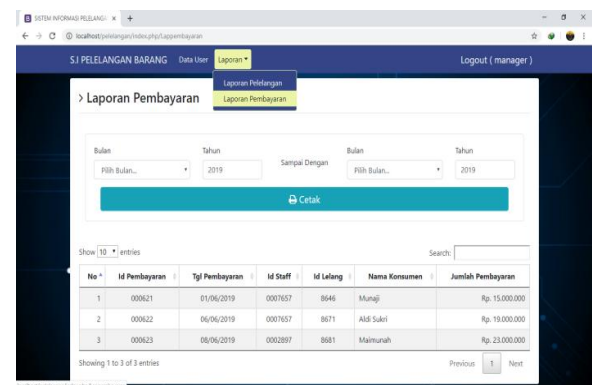 SISTEM INFORMASI PELELANG
localhost/pelelangan/index.php/Lappembayaran
S.I PELELANGAN BARANG Data User Laporan Logout ( manager )
Laporan Pelelangan
Laporan Pembayaran
> Laporan Pembayaran
Bulan Tahun Bulan Tahun
Pilih Bulan... 2019 Sampai Dengan Pilih Bulan... 2019
Cetak
Show 10 entries Search:
No Id Pembayaran Tgl Pembayaran Id Staff Id Lelang Nama Konsumen Jumlah Pembayaran
1 000621 01/06/2019 0007657 8646 Munaji Rp. 15.000.000
2 000622 06/06/2019 0007657 8671 Aldi Sukri Rp. 19.000.000
3 000623 08/06/2019 0002897 8681 Maimunah Rp. 23.000.000
Showing 1 to 3 of 3 entries Previous 1 Next